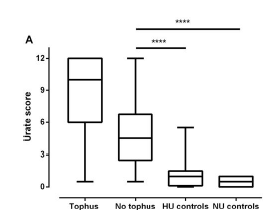 A
****
****
Urate score
12
9
6
3
0
Tophus No tophus HU controls NU controls